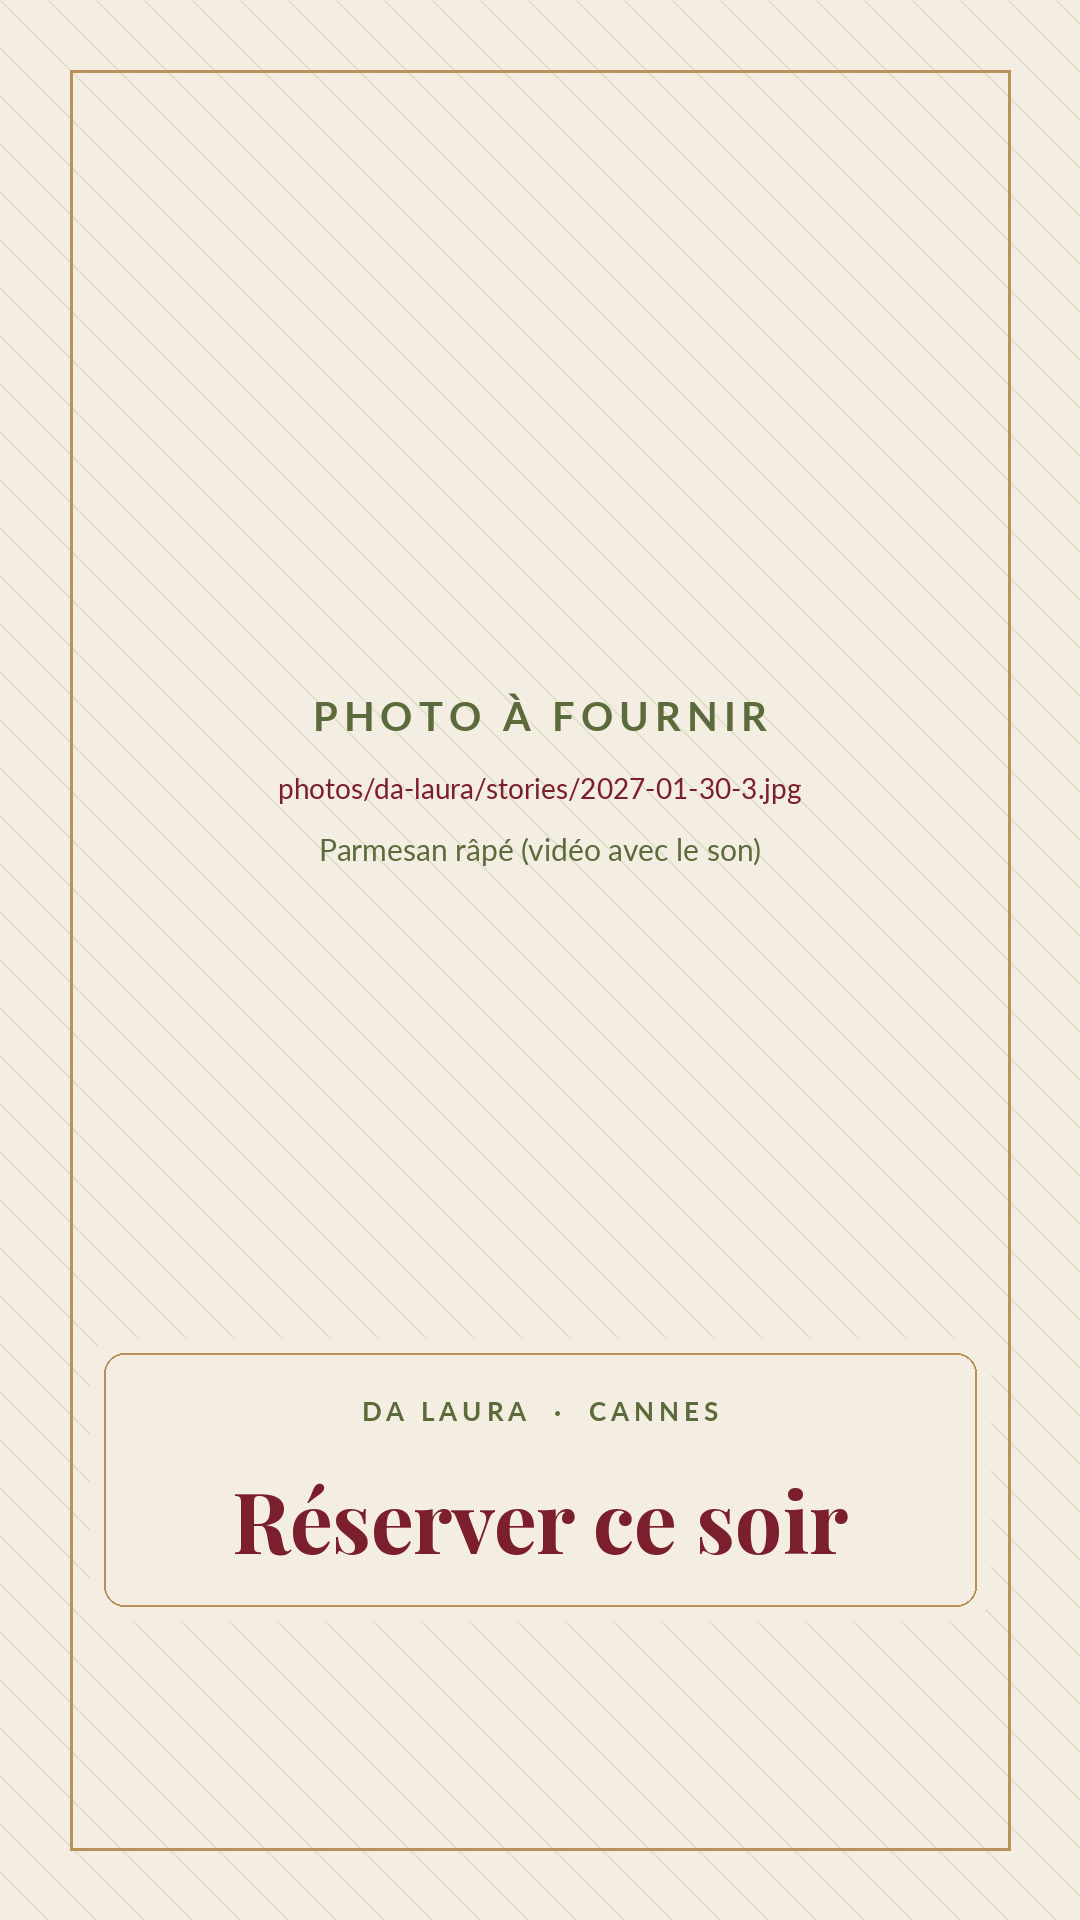 PHOTO À FOURNIR
photos/da-laura/stories/2027-01-30-3.jpg
Parmesan râpé (vidéo avec le son)
DA LAURA · CANNES
Réserver ce soir